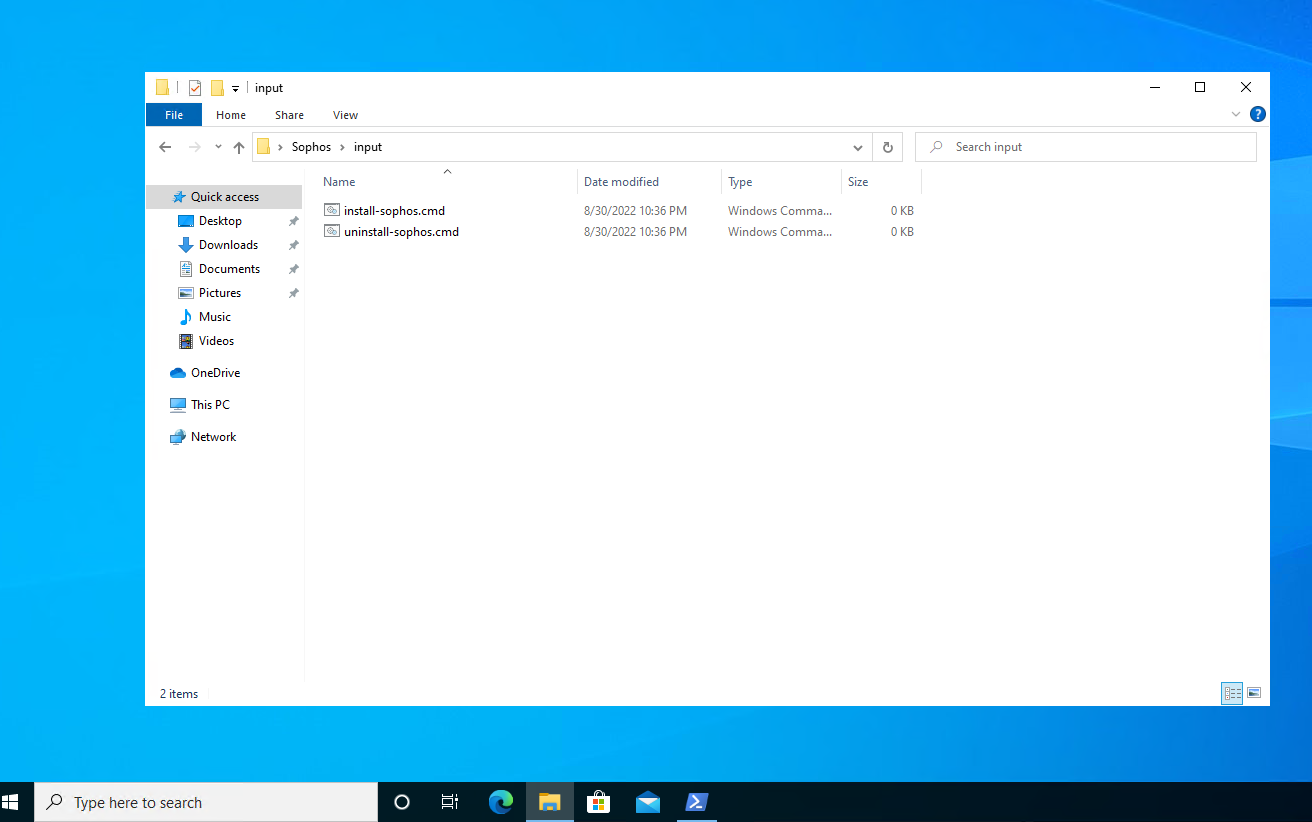 input
File Home Share View
Sophos input
Search input
Name Date modified Type Size
Quick access
Desktop
Downloads
Documents
Pictures
Music
Videos
OneDrive
This PC
Network
install-sophos.cmd 8/30/2022 10:36 PM Windows Comma... 0 KB
uninstall-sophos.cmd 8/30/2022 10:36 PM Windows Comma... 0 KB
2 items
Type here to search